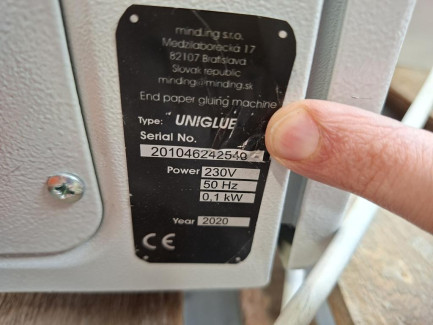 minding s.r.o.
Medzilaborecká 17
82107 Bratislava
Slovak republic
minding@minding.sk
End paper gluing machine
Type: UNIGLUE
Serial No.
201046242549
Power 230V
50 Hz
0,1 kW
Year 2020
CE